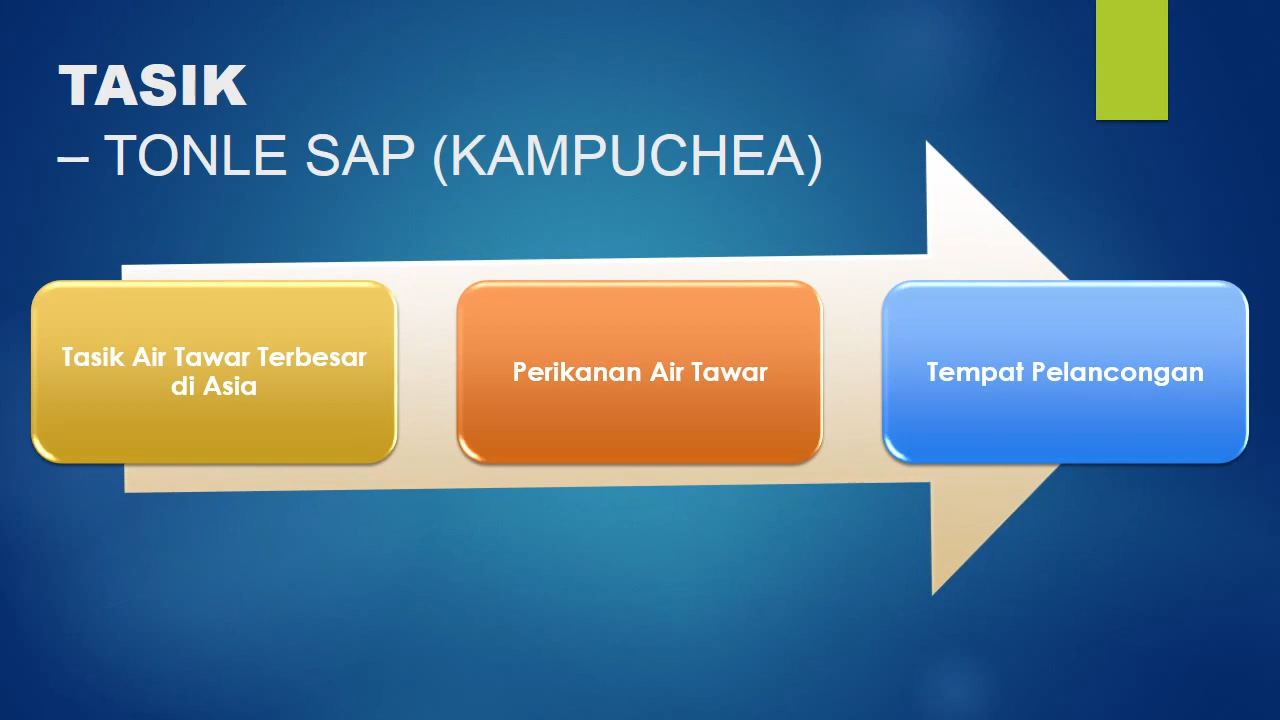 TASIK
– TONLE SAP (KAMPUCHEA)
Tasik Air Tawar Terbesar
di Asia
Perikanan Air Tawar
Tempat Pelancongan